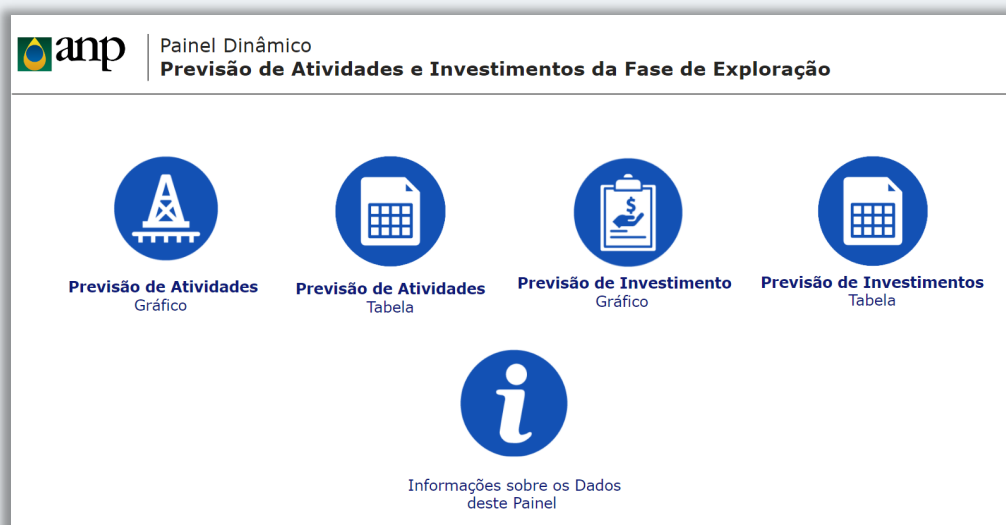 anp
Painel Dinâmico
Previsão de Atividades e Investimentos da Fase de Exploração
Previsão de Atividades
Gráfico
Previsão de Atividades
Tabela
$
Previsão de Investimento
Gráfico
Previsão de Investimentos
Tabela
i
Informações sobre os Dados
deste Painel